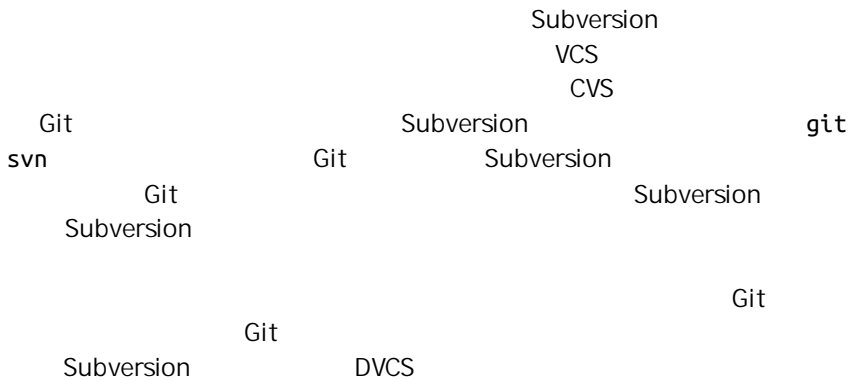 Subversion
VCS
CVS
Git Subversion git
svn Git Subversion
Git Subversion
Subversion
Git
Git
Subversion DVCS